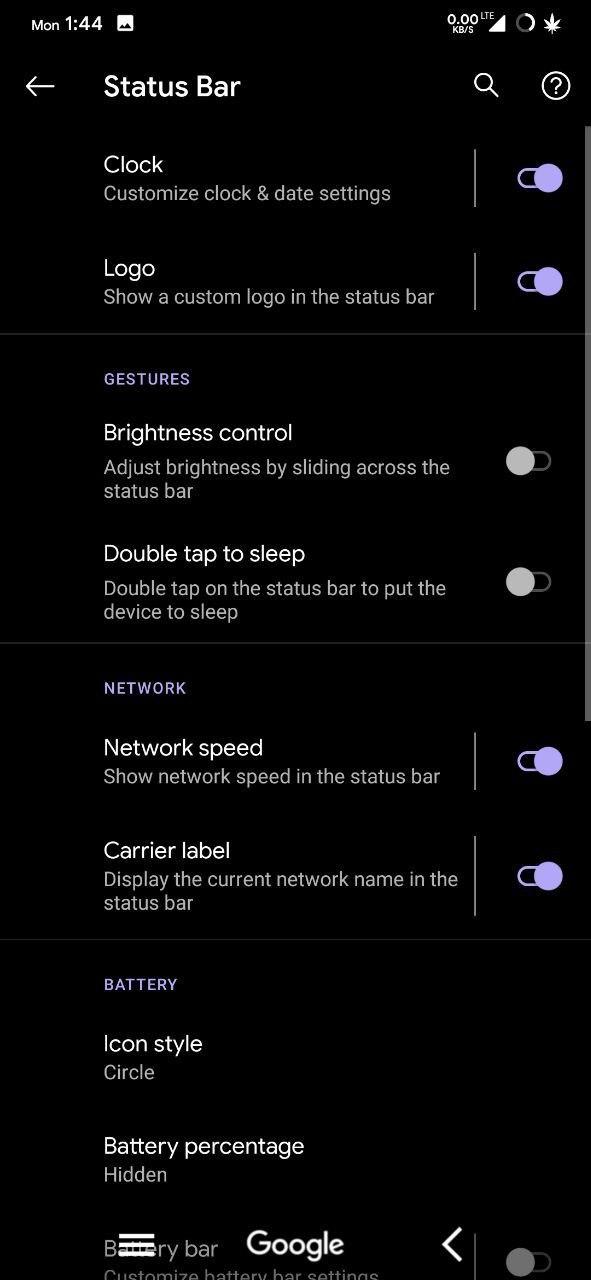 Mon 1:44
0.00 KB/S LTE
Status Bar
Clock
Customize clock & date settings
Logo
Show a custom logo in the status bar
GESTURES
Brightness control
Adjust brightness by sliding across the
status bar
Double tap to sleep
Double tap on the status bar to put the
device to sleep
NETWORK
Network speed
Show network speed in the status bar
Carrier label
Display the current network name in the
status bar
BATTERY
Icon style
Circle
Battery percentage
Hidden
Battery bar
Google
Customize battery bar settings